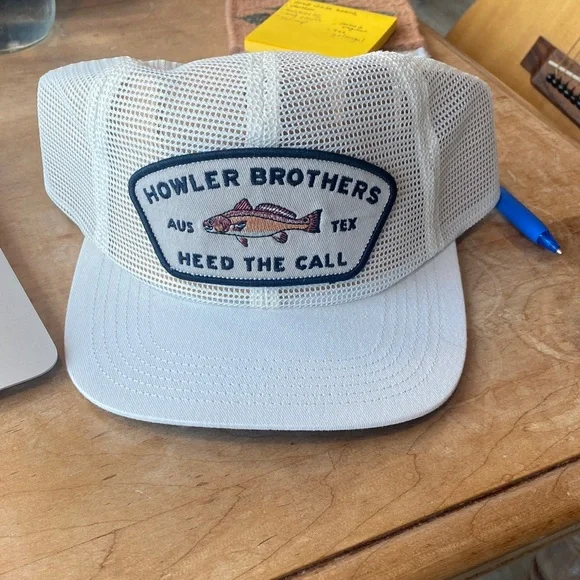 HOWLER BROTHERS
AUS TEX
HEED THE CALL